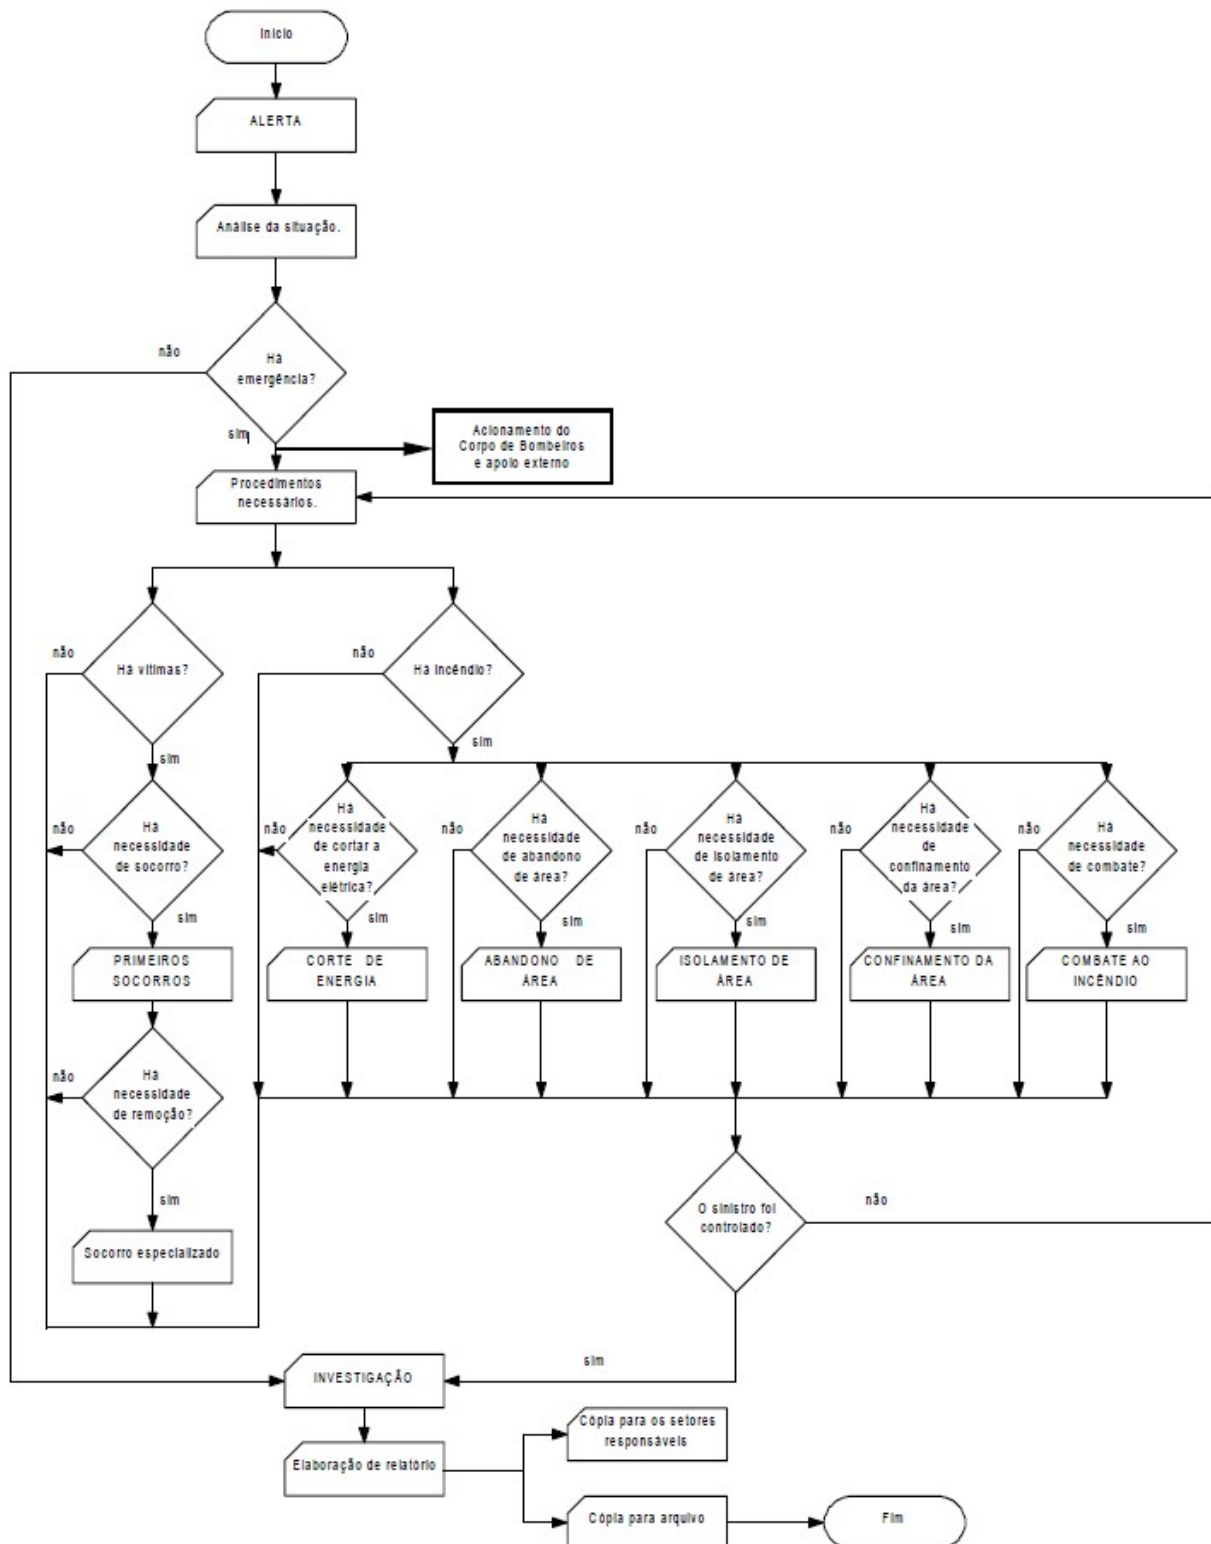 Início
ALERTA
Análise da situação.
não
Há
emergência?
sim
Acionamento do
Corpo de Bombeiros
e apoio externo
Procedimentos
necessários.
não
Há vítimas?
não
Há incêndio?
sim
sim
não
Há
necessidade
de socorro?
não
Há
necessidade
de cortar a
energia
elétrica?
não
Há
necessidade
de abandono
de área?
não
Há
necessidade
de isolamento
de área?
não
Há
necessidade
de
confinamento
da área?
não
Há
necessidade
de combate?
sim
sim
sim
sim
sim
sim
PRIMEIROS
SOCORROS
CORTE DE
ENERGIA
ABANDONO DE
ÁREA
ISOLAMENTO DE
ÁREA
CONFINAMENTO DA
ÁREA
COMBATE AO
INCÊNDIO
não
Há
necessidade
de remoção?
sim
O sinistro foi
controlado?
não
Socorro especializado
sim
INVESTIGAÇÃO
Elaboração de relatório
Cópia para os setores
responsáveis
Cópia para arquivo
Fim